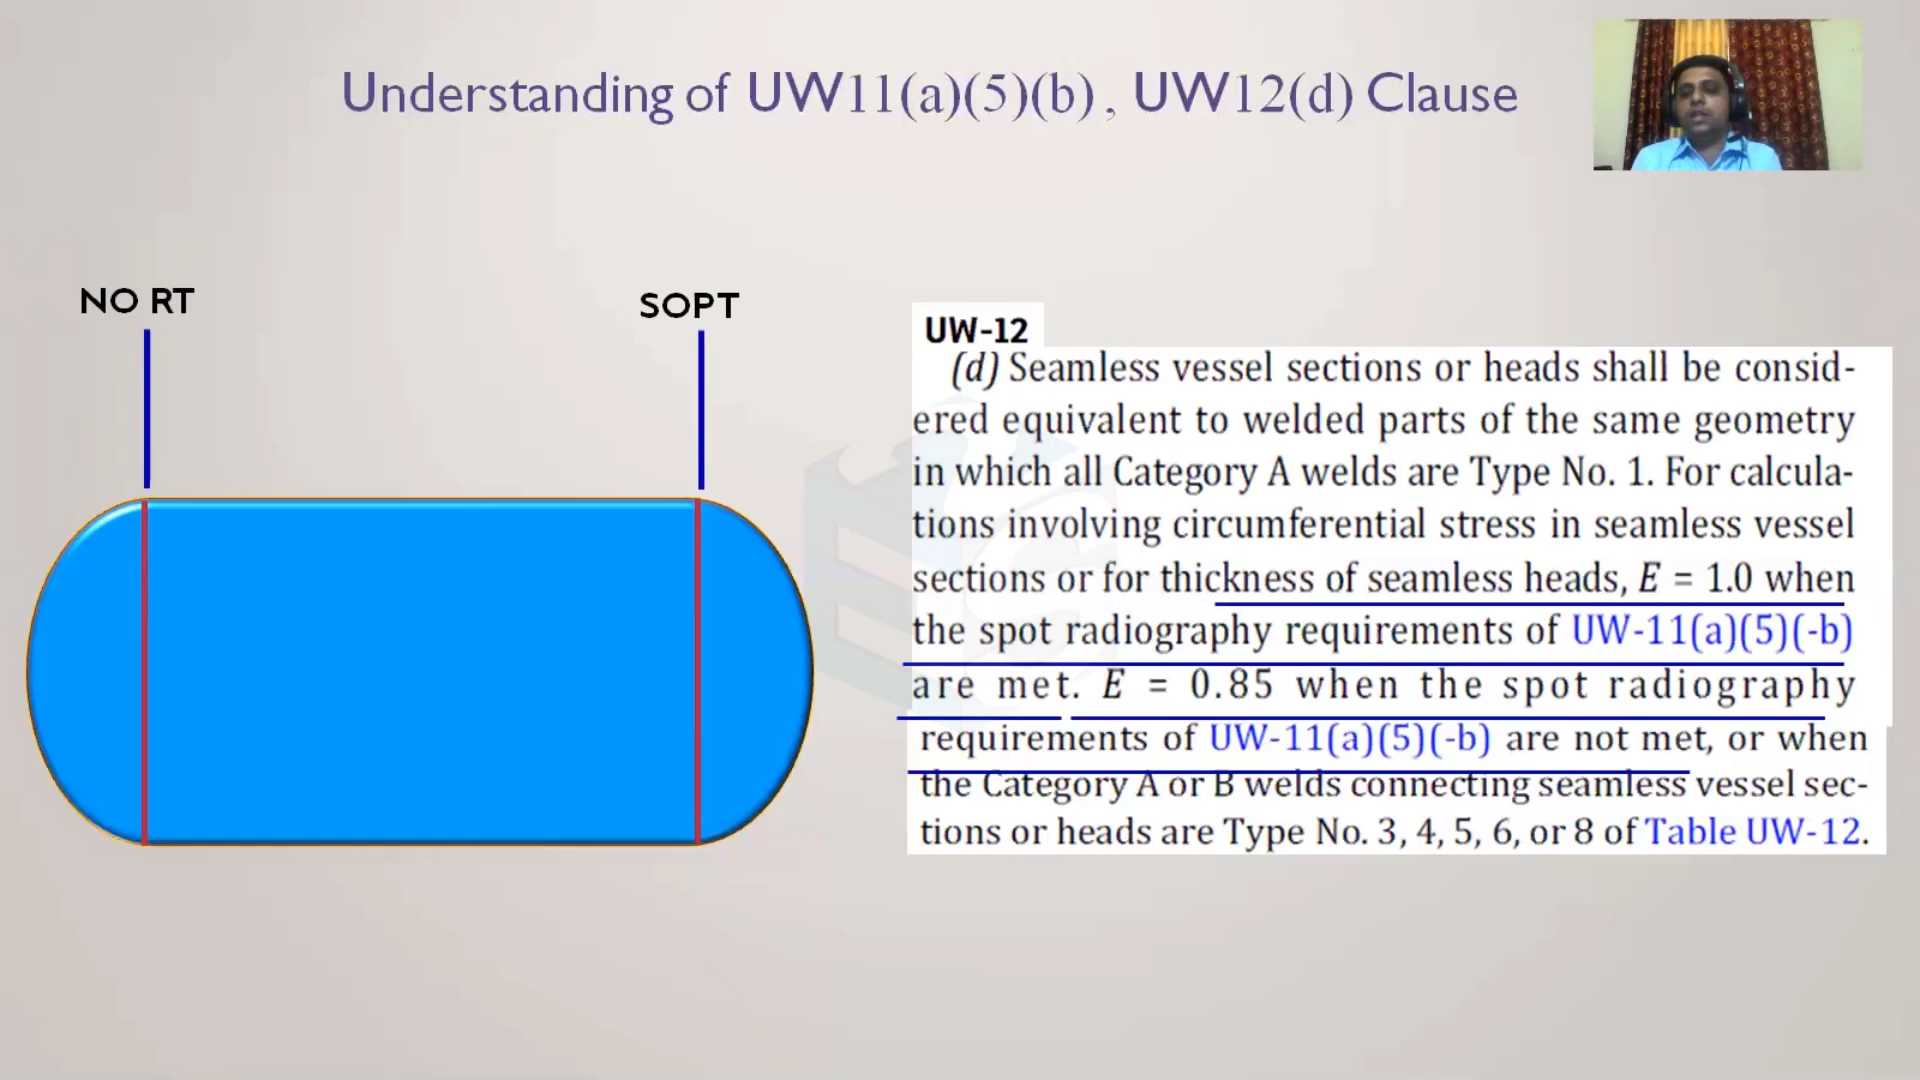 Understanding of UW11(a)(5)(b) , UW12(d) Clause
NO RT
SOPT
UW-12
(d) Seamless vessel sections or heads shall be consid-
ered equivalent to welded parts of the same geometry
in which all Category A welds are Type No. 1. For calcula-
tions involving circumferential stress in seamless vessel
sections or for thickness of seamless heads, E = 1.0 when
the spot radiography requirements of UW-11(a)(5)(-b)
are met. E = 0.85 when the spot radiography
requirements of UW-11(a)(5)(-b) are not met, or when
the Category A or B welds connecting seamless vessel sec-
tions or heads are Type No. 3, 4, 5, 6, or 8 of Table UW-12.